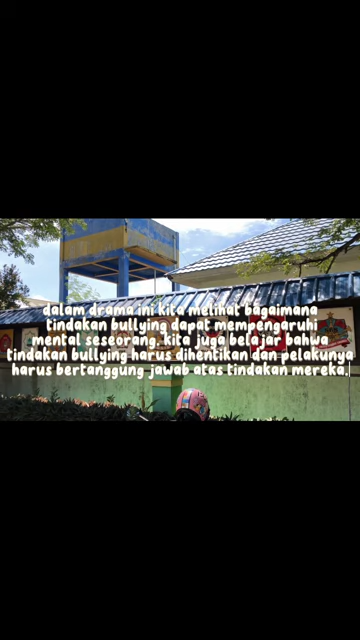 dalam drama ini kita melihat bagaimana
tindakan bullying dapat mempengaruhi
mental seseorang. kita juga belajar bahwa
tindakan bullying harus dihentikan dan pelakunya
harus bertanggung jawab atas tindakan mereka.